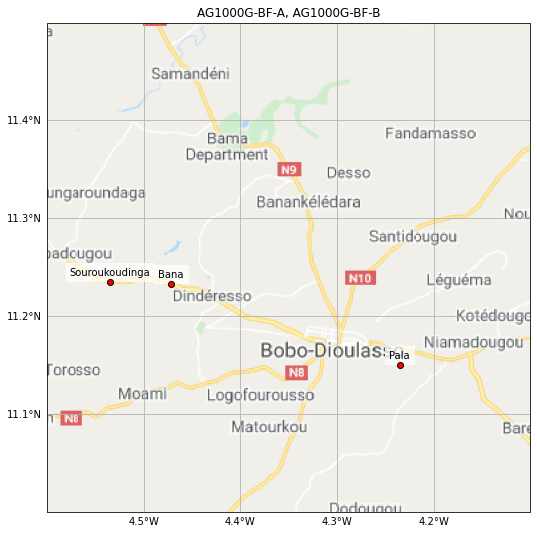 AG1000G-BF-A, AG1000G-BF-B
Samandéni
11.4°N
Fandamasso
Bama
Department
N9
Desso
ungaroundaga
Banankélédara
11.3°N
Nou
Santidougou
padougou
Souroukoudinga
Bana
N10
Léguéma
Dindéresso
11.2°N
Kotédougo
Bobo-Dioulass
Niamadougou
Pala
Torosso
N8
Moami
Logofourousso
11.1°N
N8
Matourkou
Bare
Dodougou
4.5°W
4.4°W
4.3°W
4.2°W